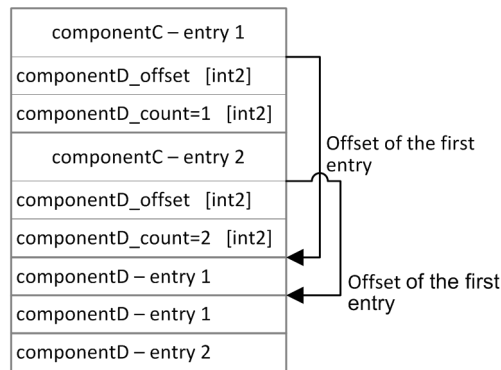 componentC – entry 1
componentD_offset [int2]
componentD_count=1 [int2]
componentC – entry 2
componentD_offset [int2]
componentD_count=2 [int2]
componentD – entry 1
componentD – entry 1
componentD – entry 2
Offset of the first
entry
Offset of the first
entry